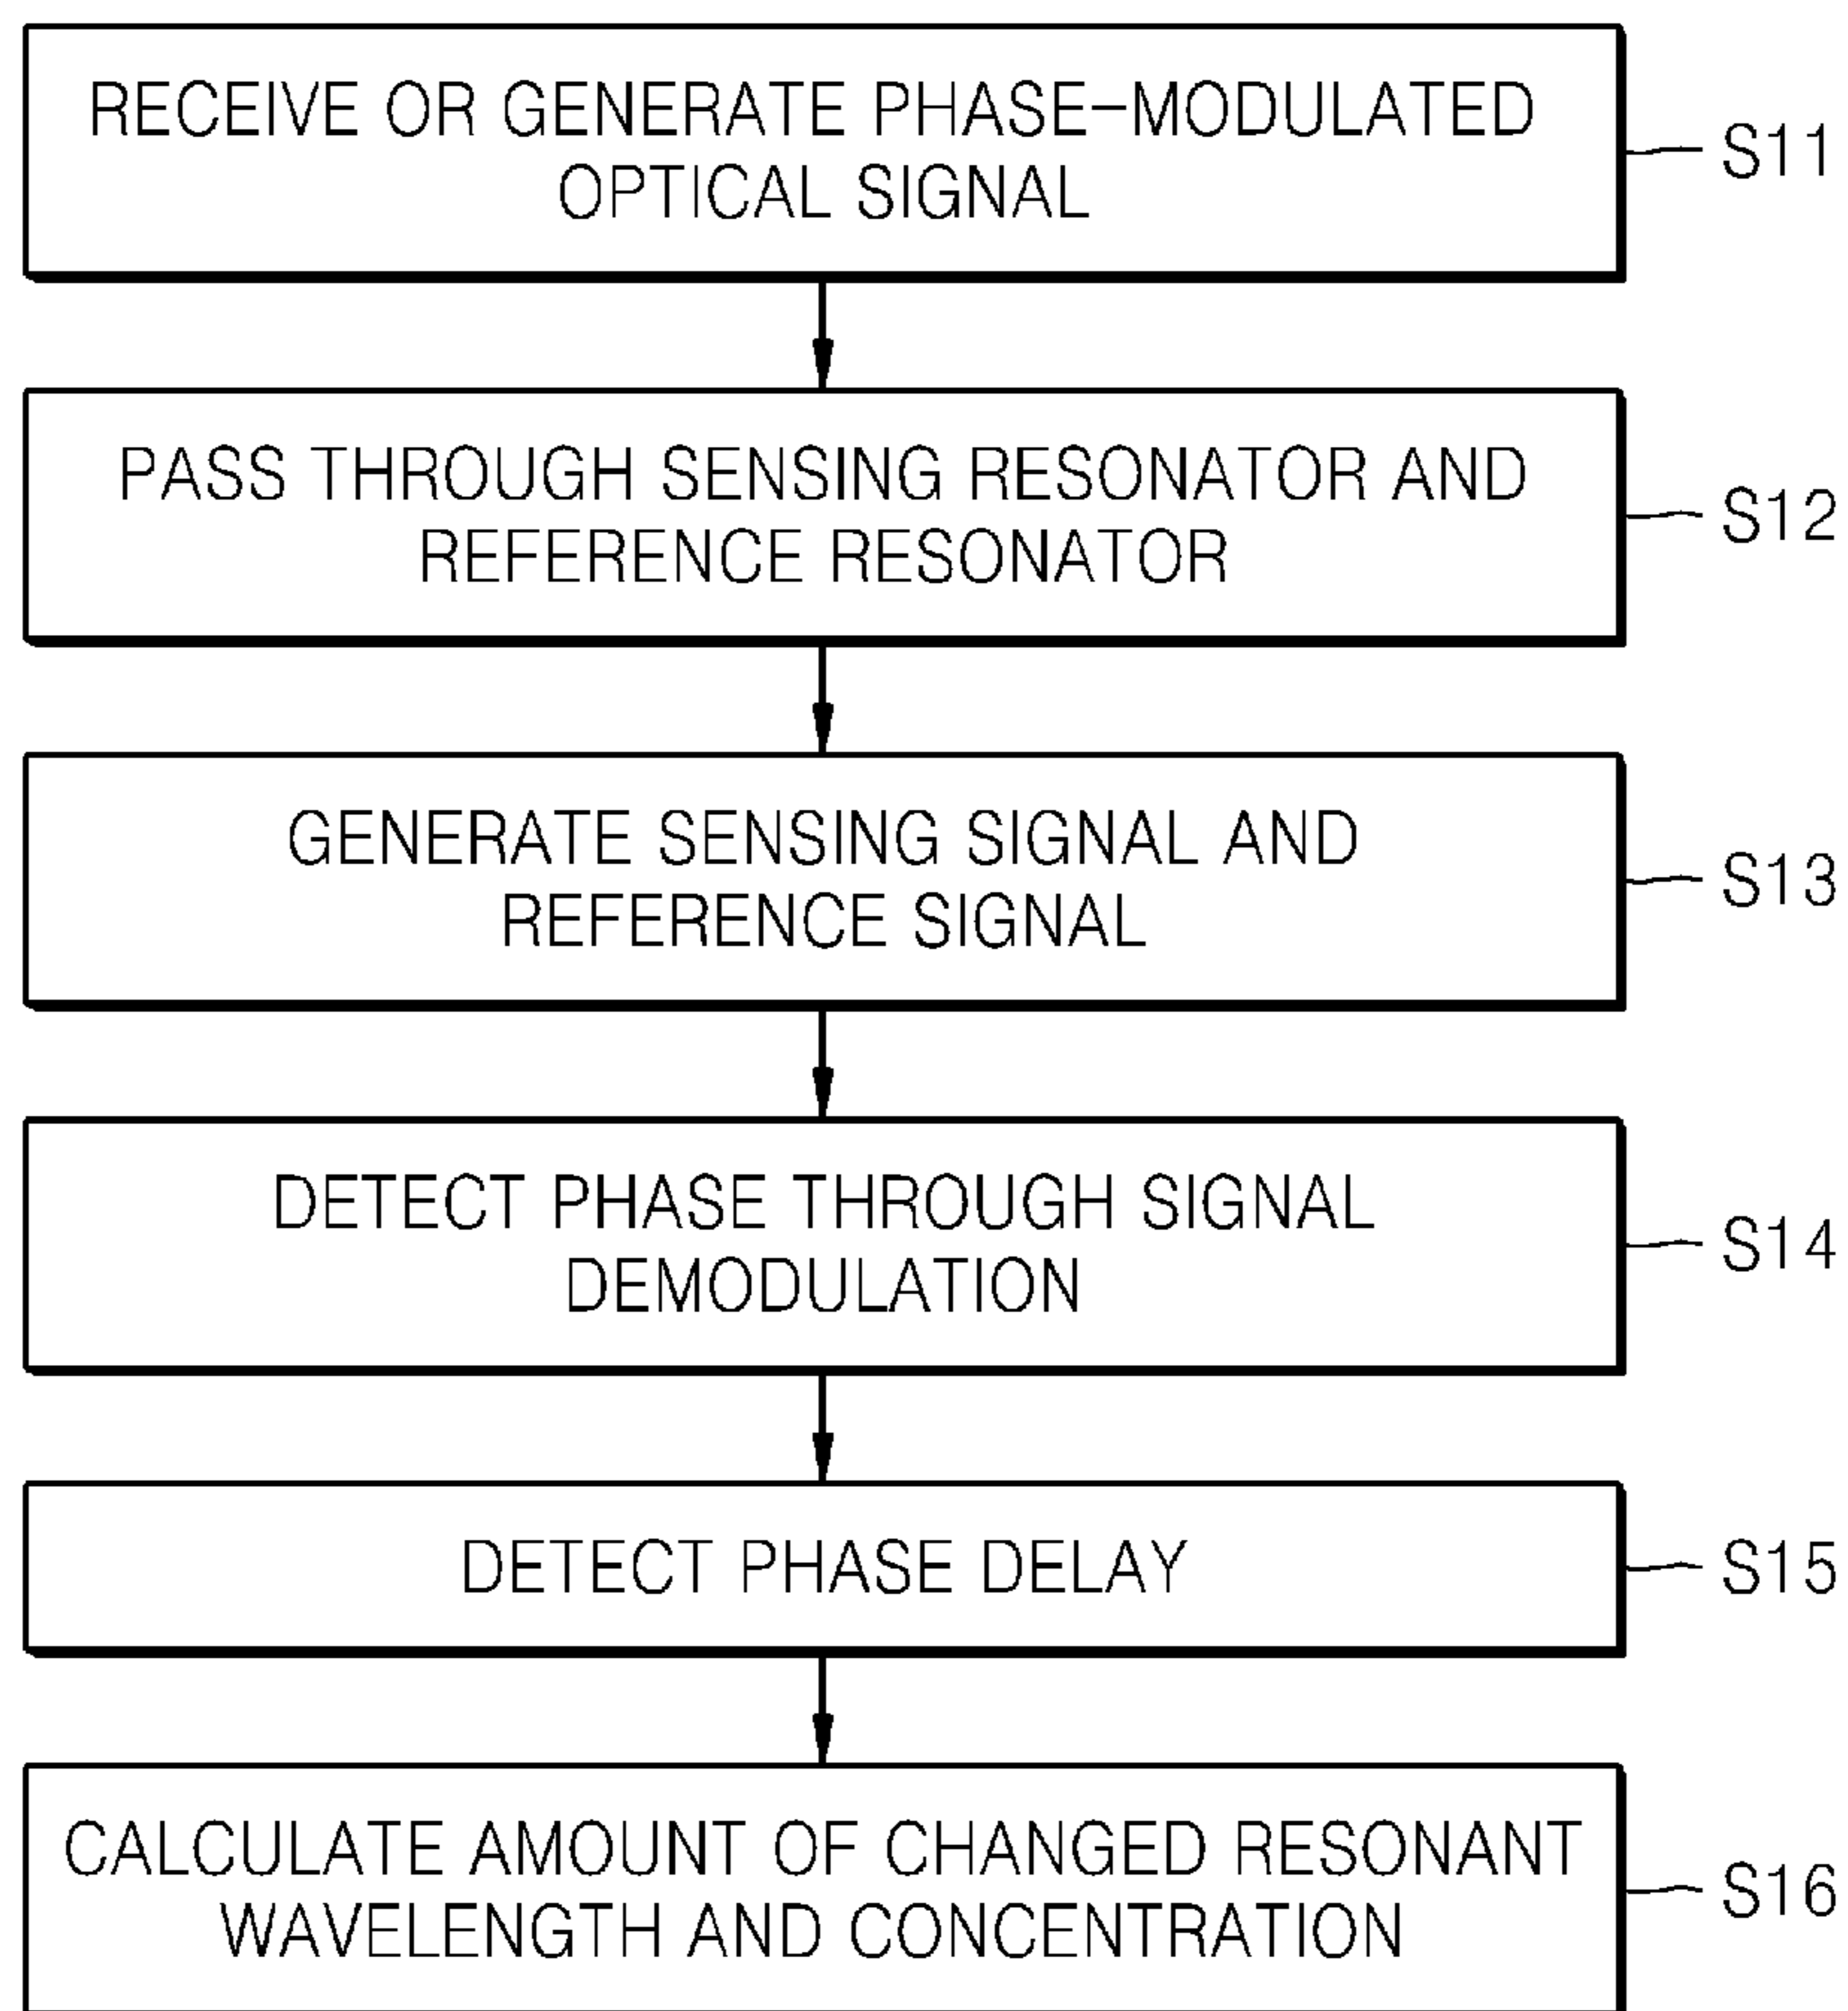 RECEIVE OR GENERATE PHASE-MODULATED
OPTICAL SIGNAL
S11
PASS THROUGH SENSING RESONATOR AND
REFERENCE RESONATOR
S12
GENERATE SENSING SIGNAL AND
REFERENCE SIGNAL
S13
DETECT PHASE THROUGH SIGNAL
DEMODULATION
S14
DETECT PHASE DELAY
S15
CALCULATE AMOUNT OF CHANGED RESONANT
WAVELENGTH AND CONCENTRATION
S16